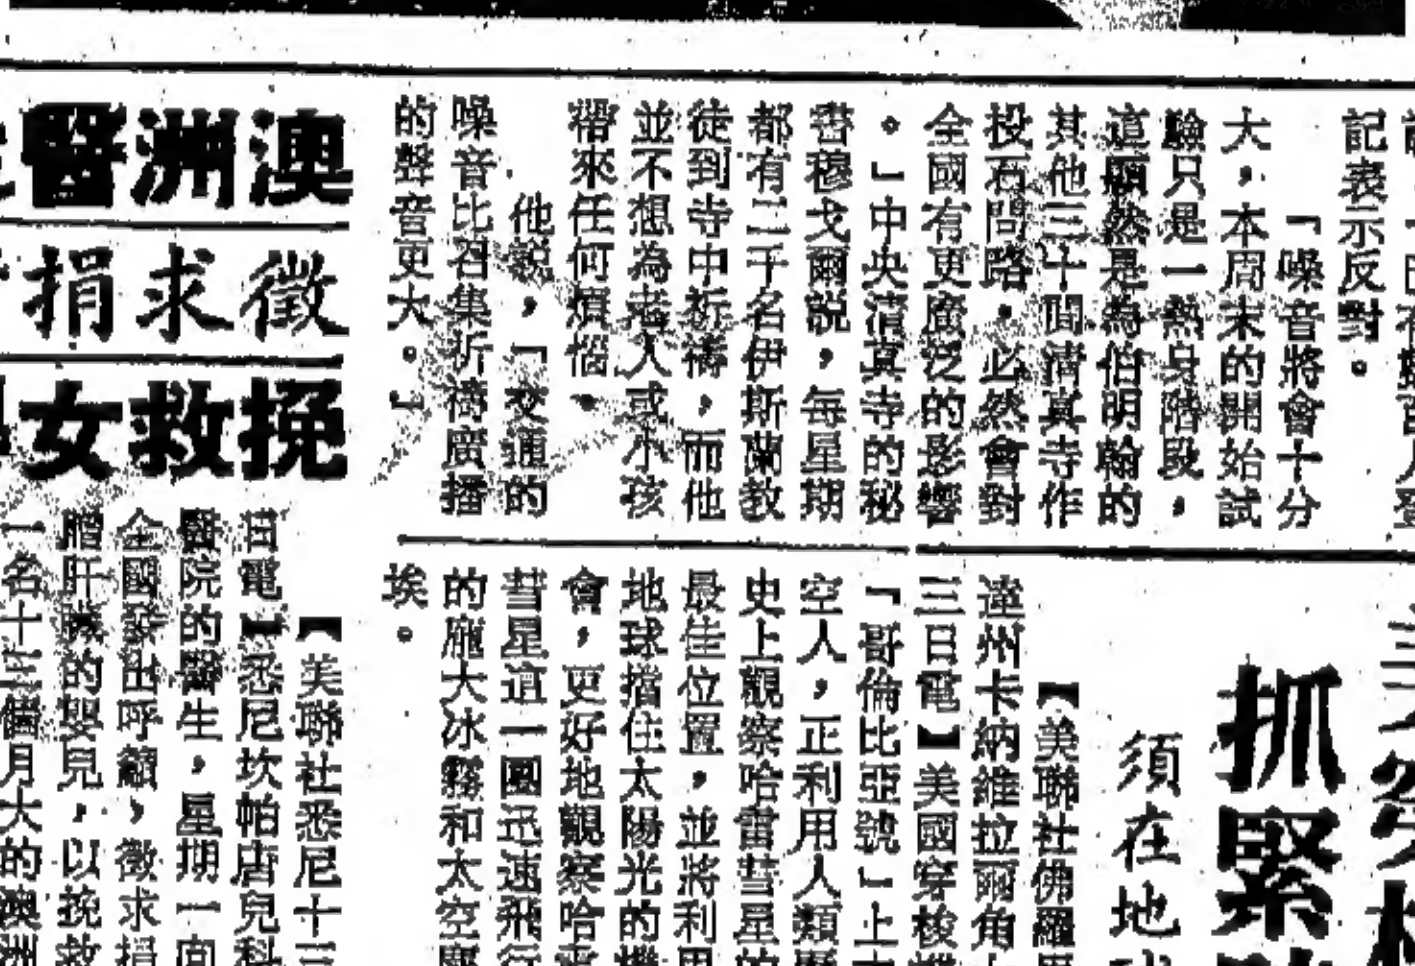 記表示反對。
「噪音將會十分
大,本周末的開始試
驗只是一熱身階段,
這顯然是為伯明翰的
其他三十間清真寺作
投石問路。必然會對
全國有更廣泛的影響
。」中央清真寺的秘
書穆戈爾說,每星期
都有二千名伊斯蘭教
徒到寺中祈禱,而他
並不想為老人或小孩
帶來任何煩惱。
他說,「交通的
噪音比召集祈禱廣播
的聲音更大。」
抓緊
須在地
【美聯社佛羅
達州卡納維拉爾角
三日電】美國穿梭機
「哥倫比亞號」上
空人,正利用人類歷
史上觀察哈雷彗星的
最佳位置,並將利用
地球擋住太陽光的機
會,更好地觀察哈雷
彗星這一團迅速飛行
的龐大冰霧和太空塵
埃。
澳洲醫
徵求捐
挽救女
【美聯社悉尼十三
日電】悉尼坎帕唐兒科
醫院的醫生,星期一向
全國發出呼籲,徵求捐
贈肝臟的嬰兒,以挽救
一名十三個月大的澳洲